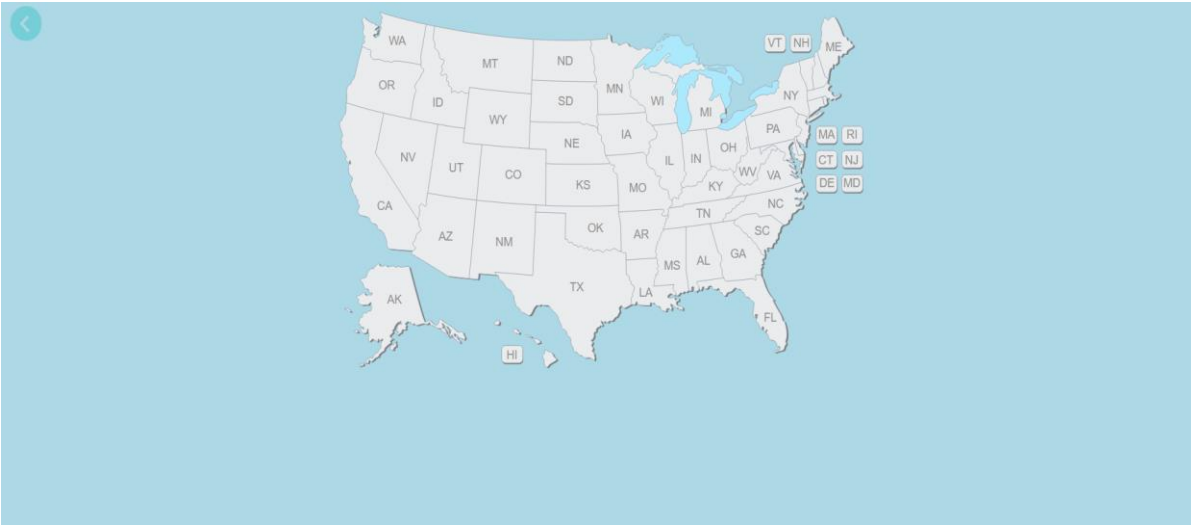 WA
MT
ND
MN
VT NH
ME
OR
ID
WY
SD
WI
MI
NY
NV
UT
CO
NE
IA
IL
IN
OH
PA
MA RI
CT NJ
DE MD
CA
AZ
NM
KS
MO
KY
WV
VA
OK
AR
TN
NC
SC
TX
LA
MS
AL
GA
FL
AK
HI